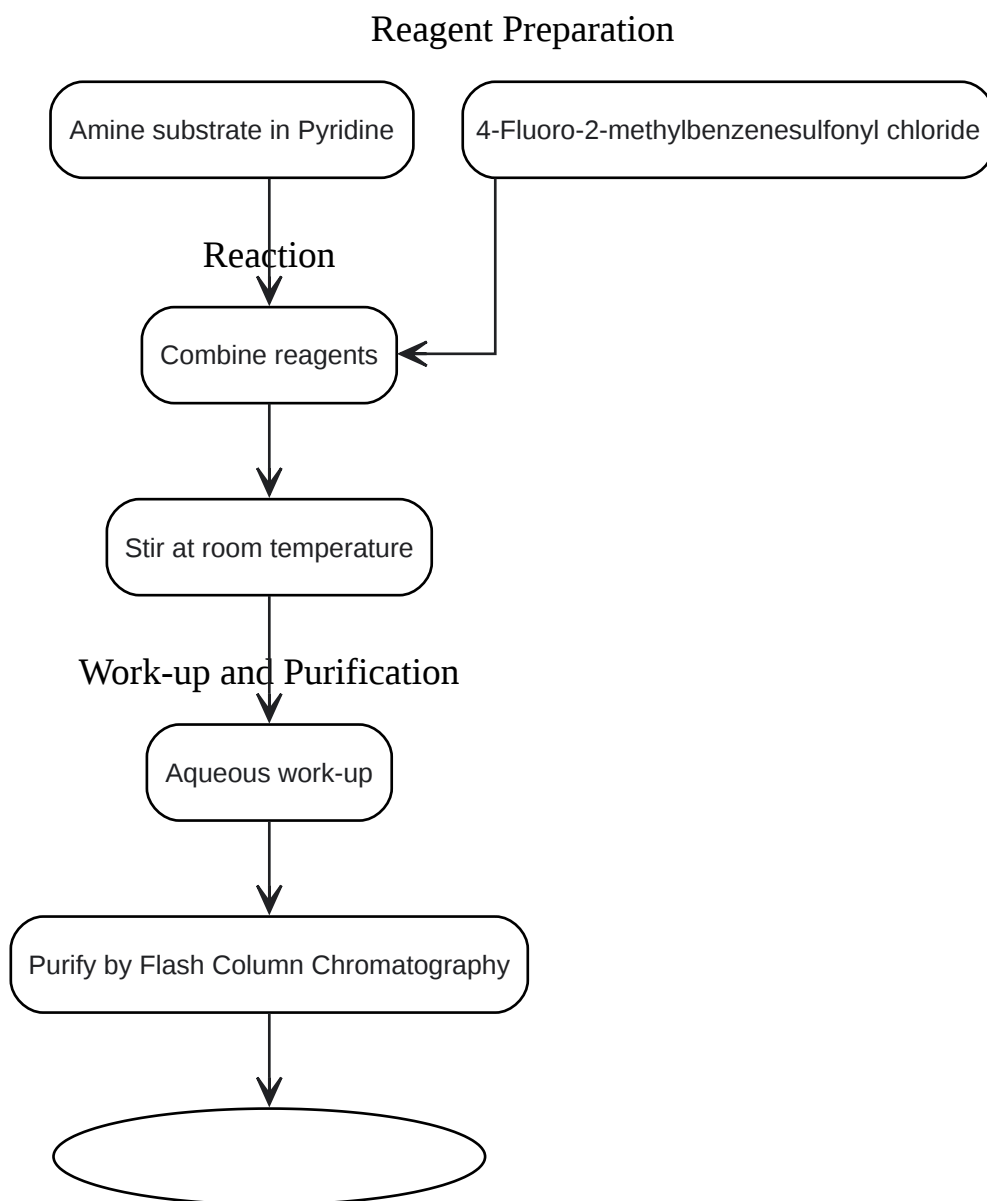 Reagent Preparation
Amine substrate in Pyridine
4-Fluoro-2-methylbenzenesulfonyl chloride
Reaction
Combine reagents
Stir at room temperature
Work-up and Purification
Aqueous work-up
Purify by Flash Column Chromatography